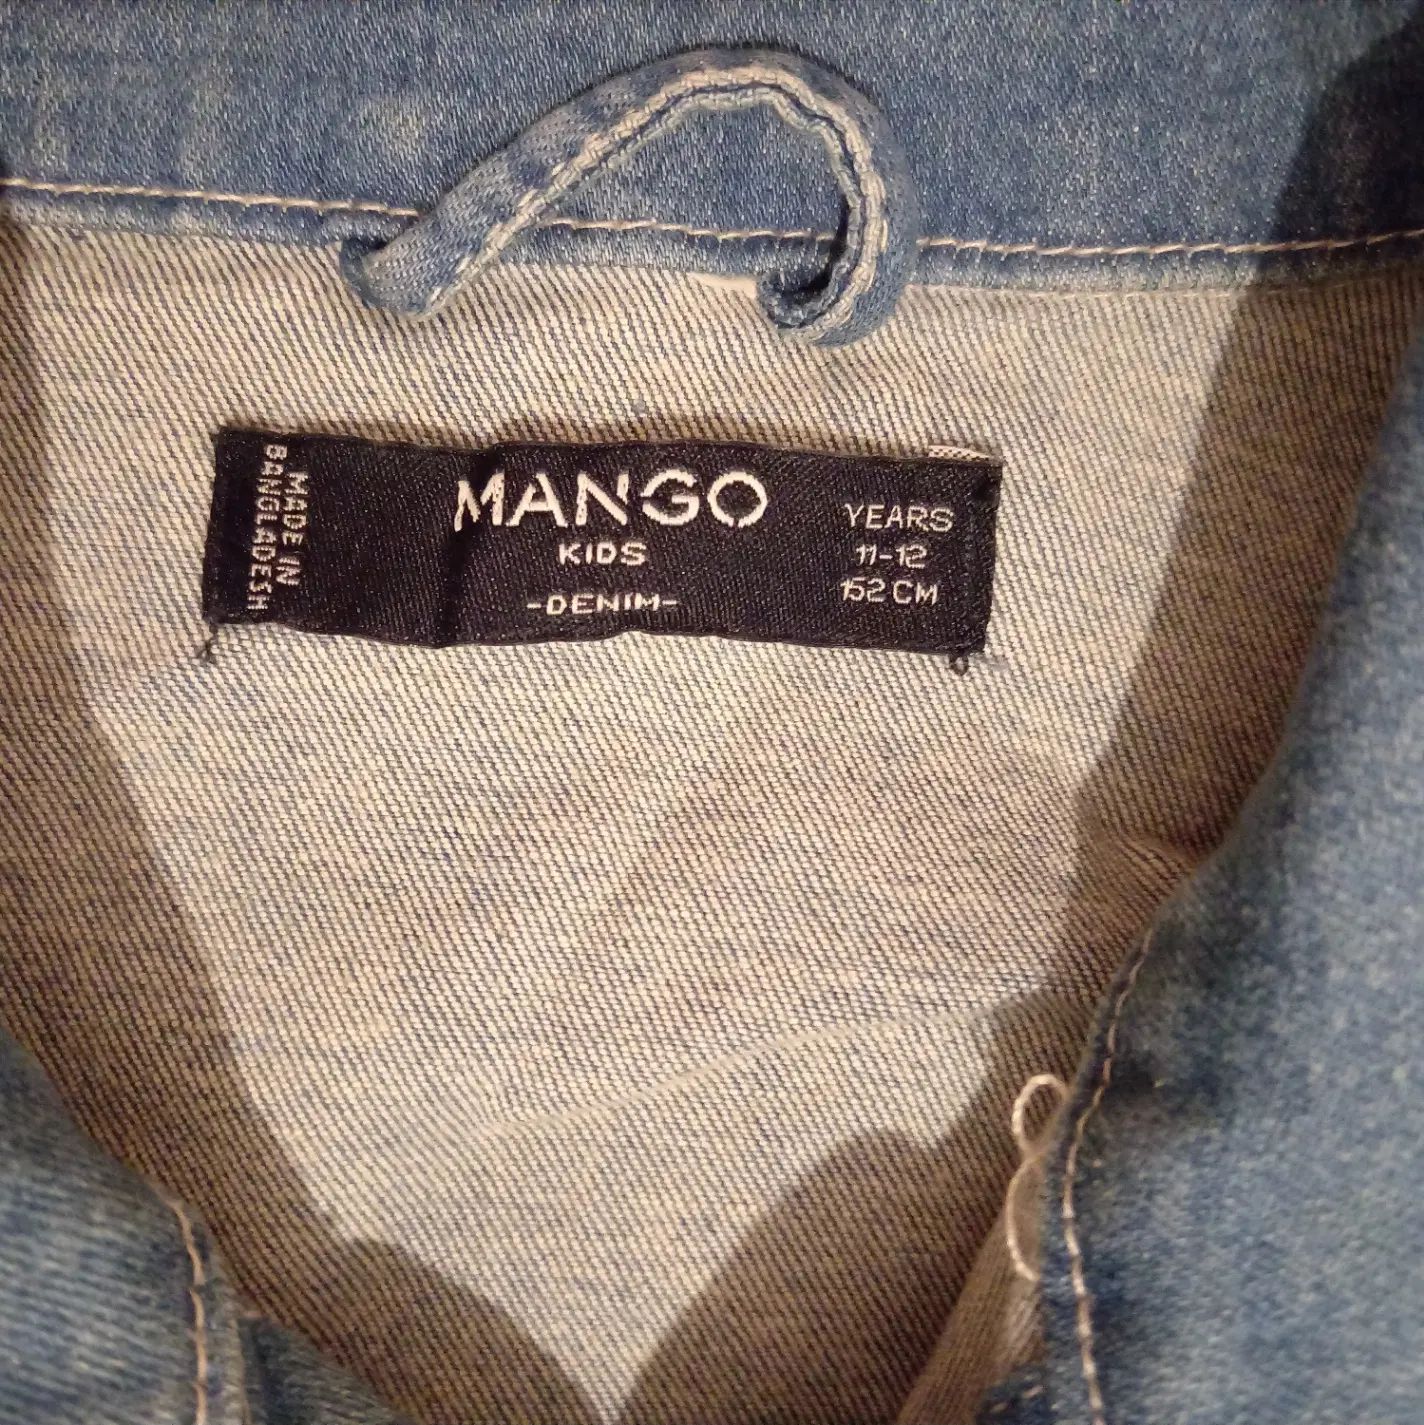 MADE IN
BANGLADESH
MANGO
KIDS
-DENIM-
YEARS
11-12
152 CM